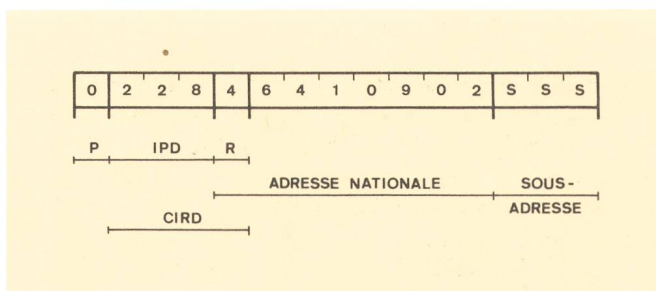 0 2 2 8 4 6 4 1 0 9 0 2 S S S
P IPD R
ADRESSE NATIONALE SOUS-
ADRESSE
CIRD